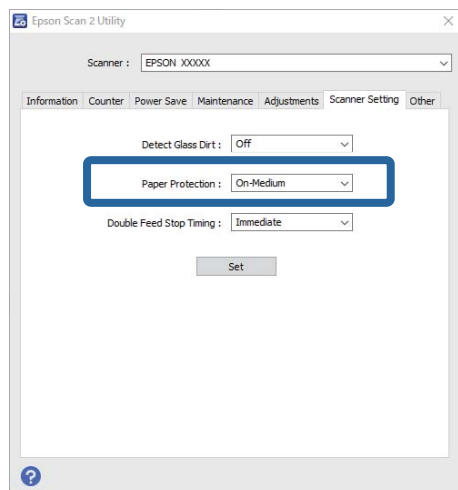 Epson Scan 2 Utility
Scanner : EPSON XXXXX
Information Counter Power Save Maintenance Adjustments Scanner Setting Other
Detect Glass Dirt : Off
Paper Protection : On-Medium
Double Feed Stop Timing : Immediate
Set
?